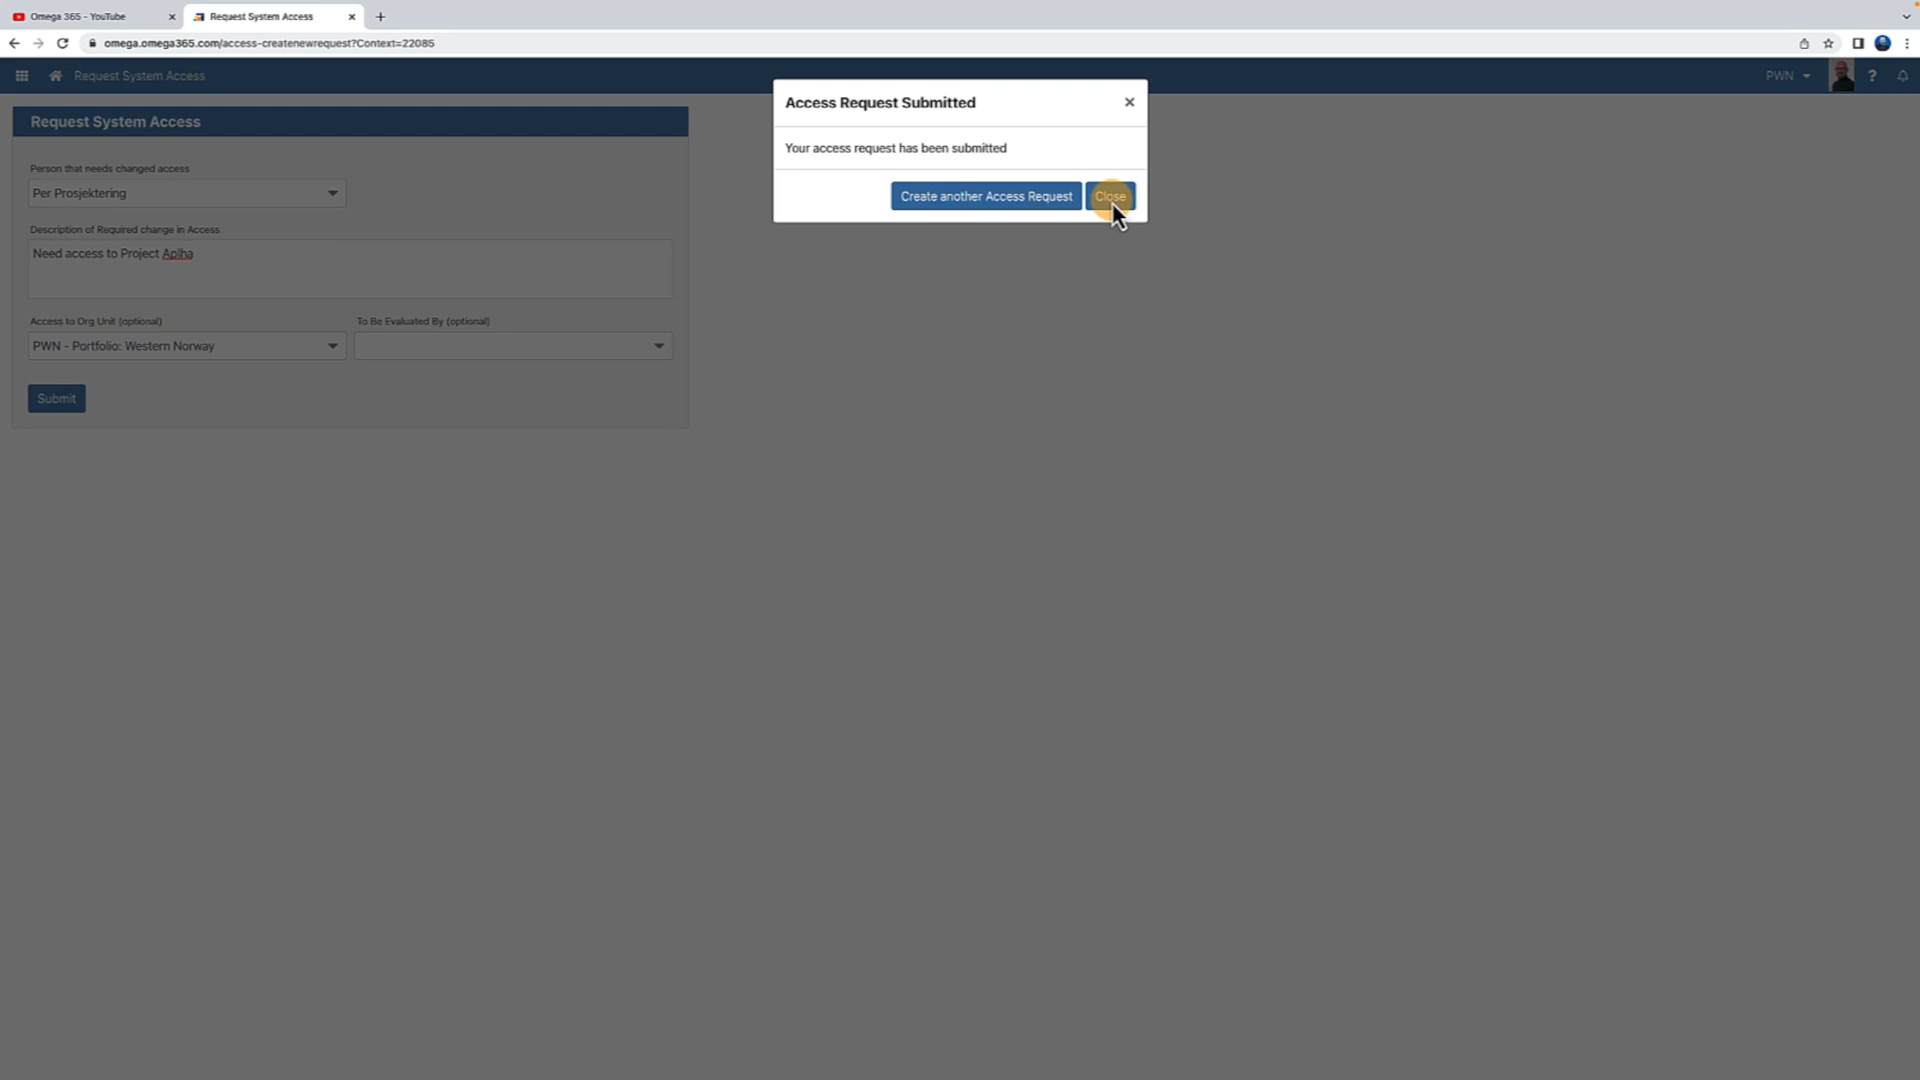 Omega 365 - YouTube
Request System Access
omega.omega365.com/access-createnewrequest?Context=22085
Request System Access
PWN
Request System Access
Person that needs changed access
Per Prosjektering
Description of Required change in Access
Need access to Project Aplha
Access to Org Unit (optional)
To Be Evaluated By (optional)
PWN - Portfolio: Western Norway
Submit
Access Request Submitted
Your access request has been submitted
Create another Access Request
Close